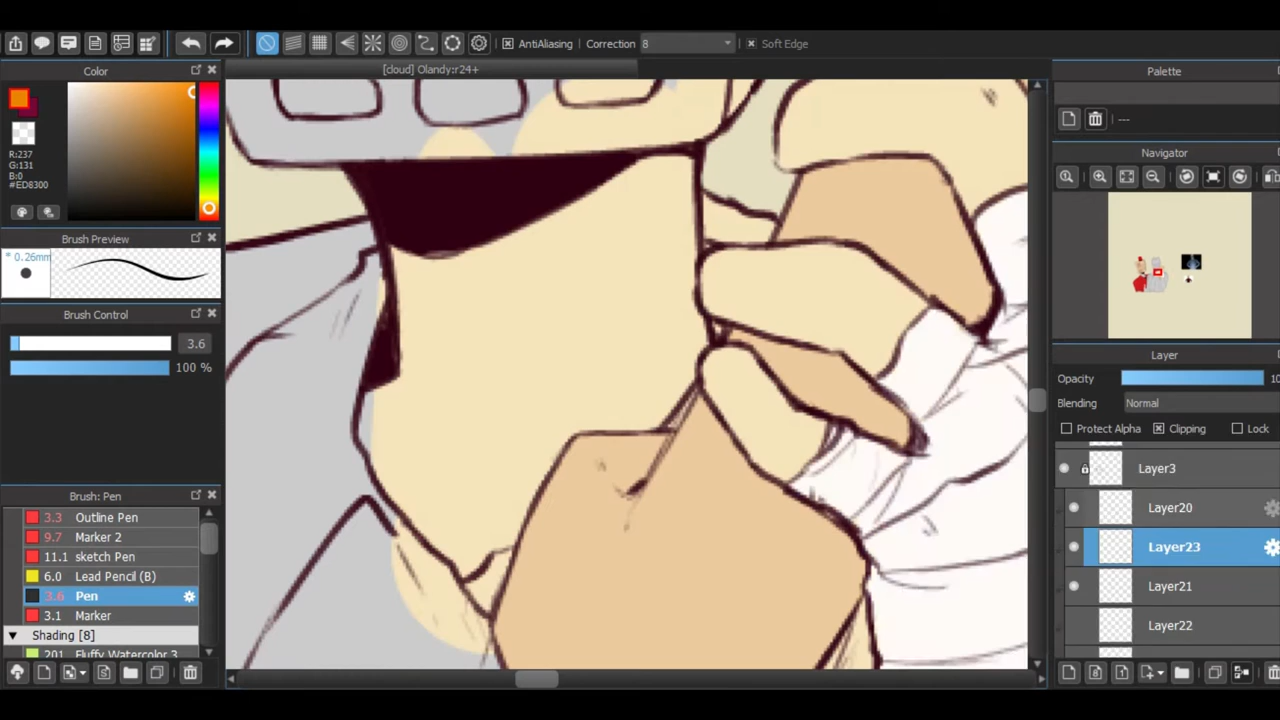 AntiAliasing Correction 8 Soft Edge
[cloud] Olandy:r24+
Color
R:237
G:131
B:0
#ED8300
Brush Preview
* 0.26mm
Brush Control
3.6
100 %
Brush: Pen
3.3 Outline Pen
9.7 Marker 2
11.1 sketch Pen
6.0 Lead Pencil (B)
3.6 Pen
3.1 Marker
Shading [8]
201 Fluffy Watercolor 3
Palette
---
Navigator
Layer
Opacity 10
Blending Normal
Protect Alpha Clipping Lock
Layer3
Layer20
Layer23
Layer21
Layer22